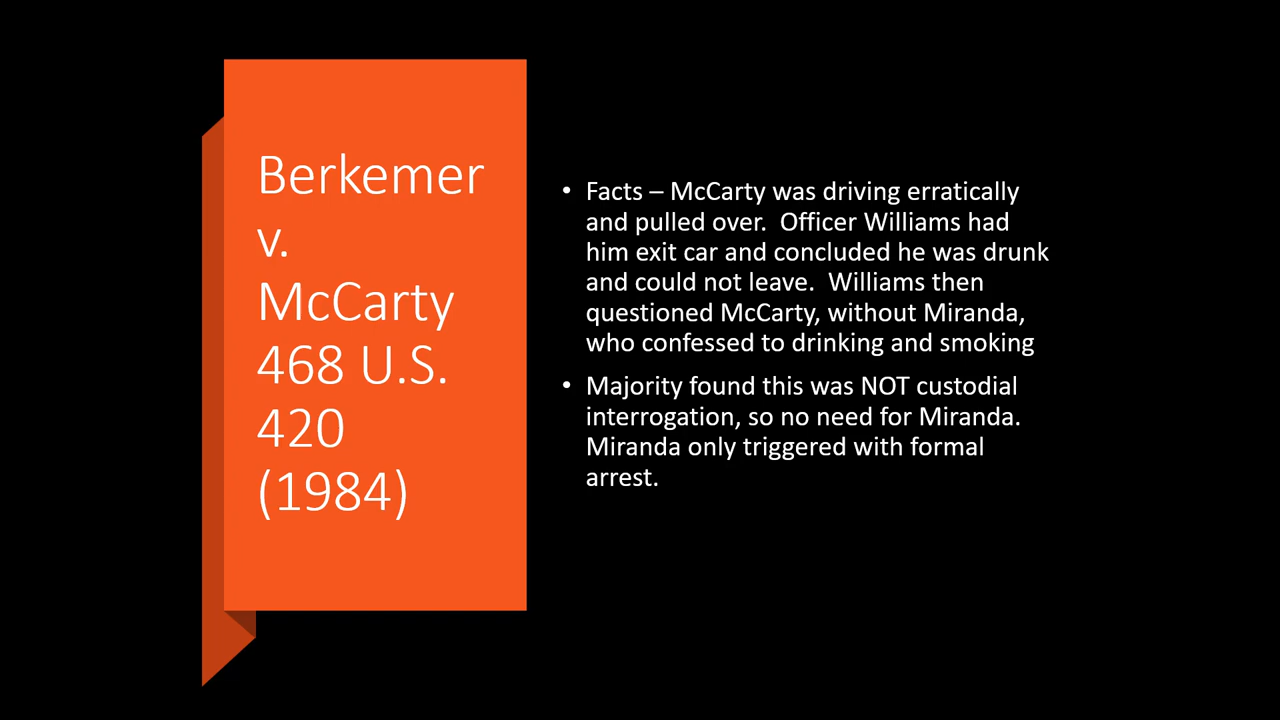 Berkemer
v.
McCarty
468 U.S.
420
(1984)
• Facts – McCarty was driving erratically
and pulled over.  Officer Williams had
him exit car and concluded he was drunk
and could not leave.  Williams then
questioned McCarty, without Miranda,
who confessed to drinking and smoking
• Majority found this was NOT custodial
interrogation, so no need for Miranda.
Miranda only triggered with formal
arrest.